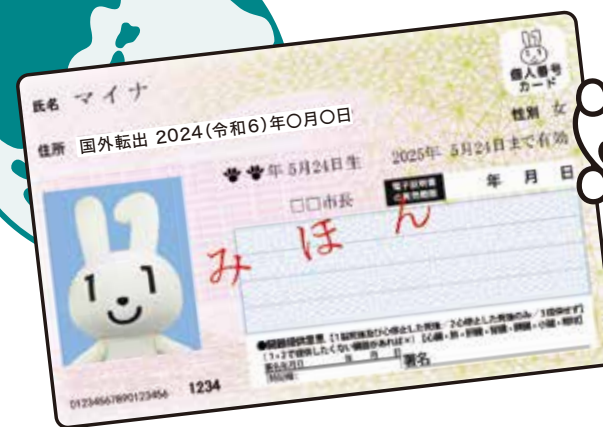 個人番号
カード
氏名 マイナ
住所 国外転出 2024(令和6)年〇月〇日
性別 女
年 5月24日生
2025年 5月24日まで有効
□□市長
年 月 日
みほん
署名
01234567890123456 1234